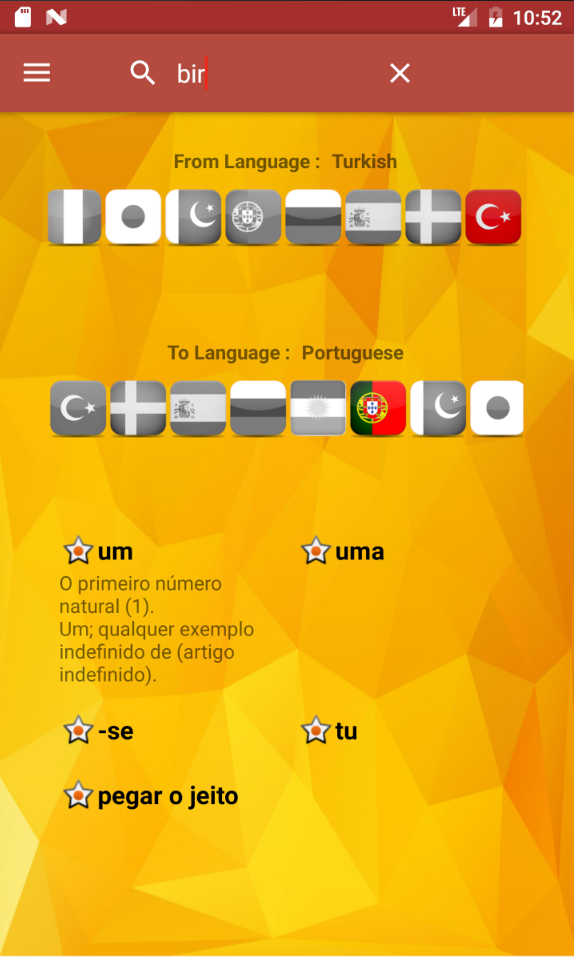 LTE 10:52
bir
From Language : Turkish
To Language : Portuguese
um
uma
O primeiro número
natural (1).
Um; qualquer exemplo
indefinido de (artigo
indefinido).
-se
tu
pegar o jeito